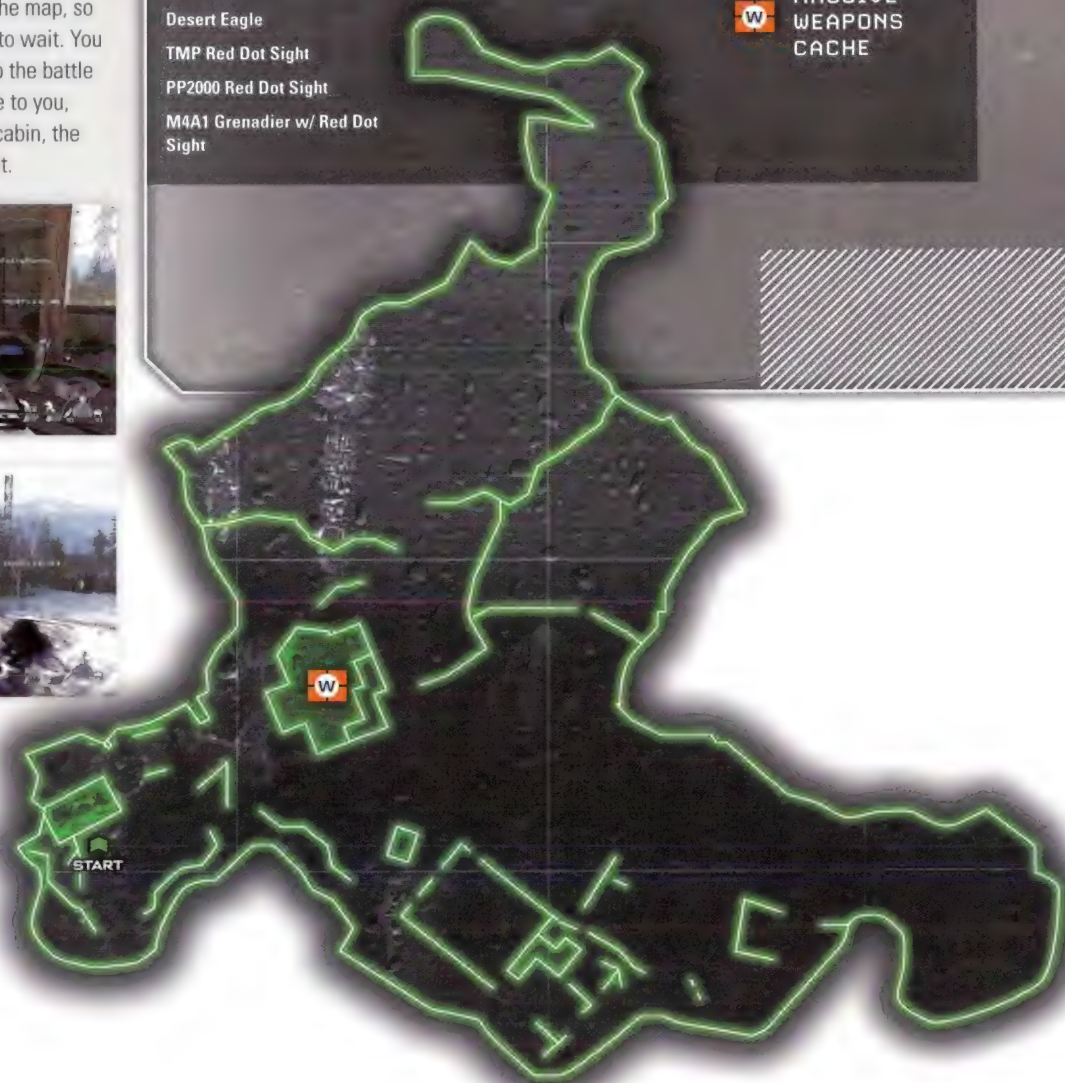 he map, so
to wait. You
the battle
e to you,
cabin, the
t.
Desert Eagle
TMP Red Dot Sight
PP2000 Red Dot Sight
M4A1 Grenadier w/ Red Dot
Sight
W
WEAPONS
CACHE
W
START